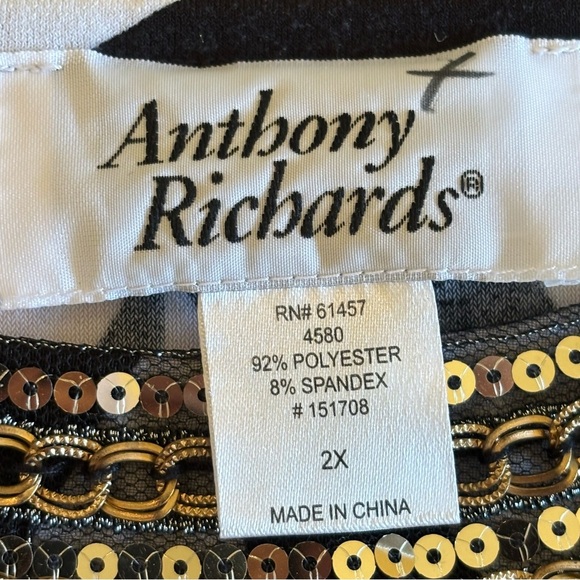 Anthony
Richards®
RN# 61457
4580
92% POLYESTER
8% SPANDEX
# 151708
2X
MADE IN CHINA